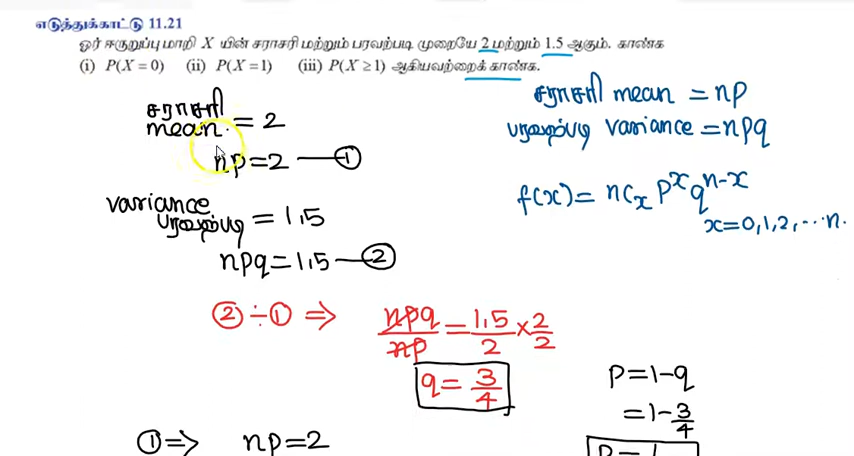 எடுத்துக்காட்டு 11.21
ஓர் ஈருறுப்பு மாறி X யின் சராசரி மற்றும் பரவற்படி முறையே 2 மற்றும் 1.5 ஆகும். காண்க
(i) P(X = 0) (ii) P(X = 1) (iii) P(X ≥ 1) ஆகியவற்றைக் காண்க.
சராசரி mean = np
பரவற்படி variance = npq
f(x) = nCₓ pˣ qⁿ⁻ˣ
x = 0, 1, 2, ... n.
சராசரி
mean = 2
np = 2 — ①
variance
பரவற்படி = 1.5
npq = 1.5 — ②
② ÷ ① ⇒ npq/np = 1.5/2 × 2/2
q = 3/4
P = 1 − q
= 1 − 3/4
① ⇒ np = 2